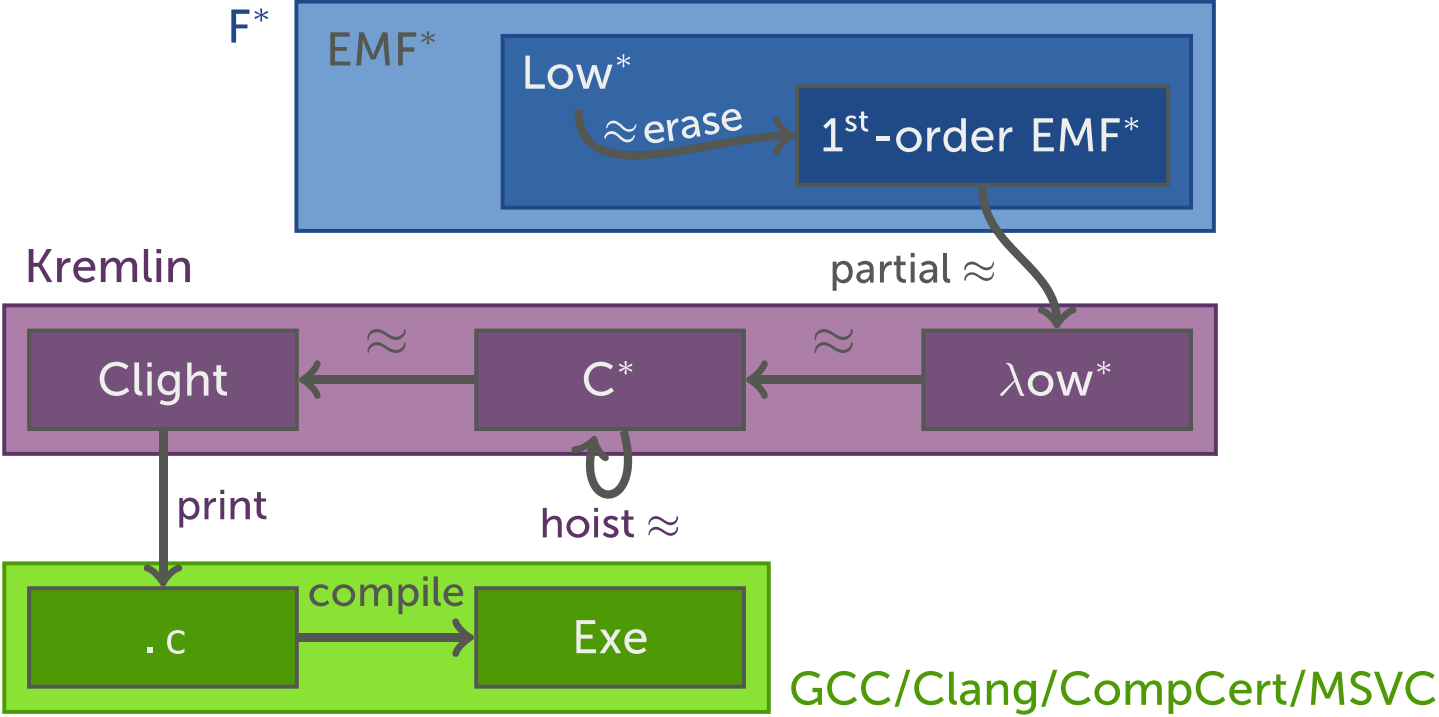 F*
EMF*
Low*
≈ erase
1st-order EMF*
partial ≈
Kremlin
Clight
≈
C*
≈
λow*
print
hoist ≈
.c
compile
Exe
GCC/Clang/CompCert/MSVC